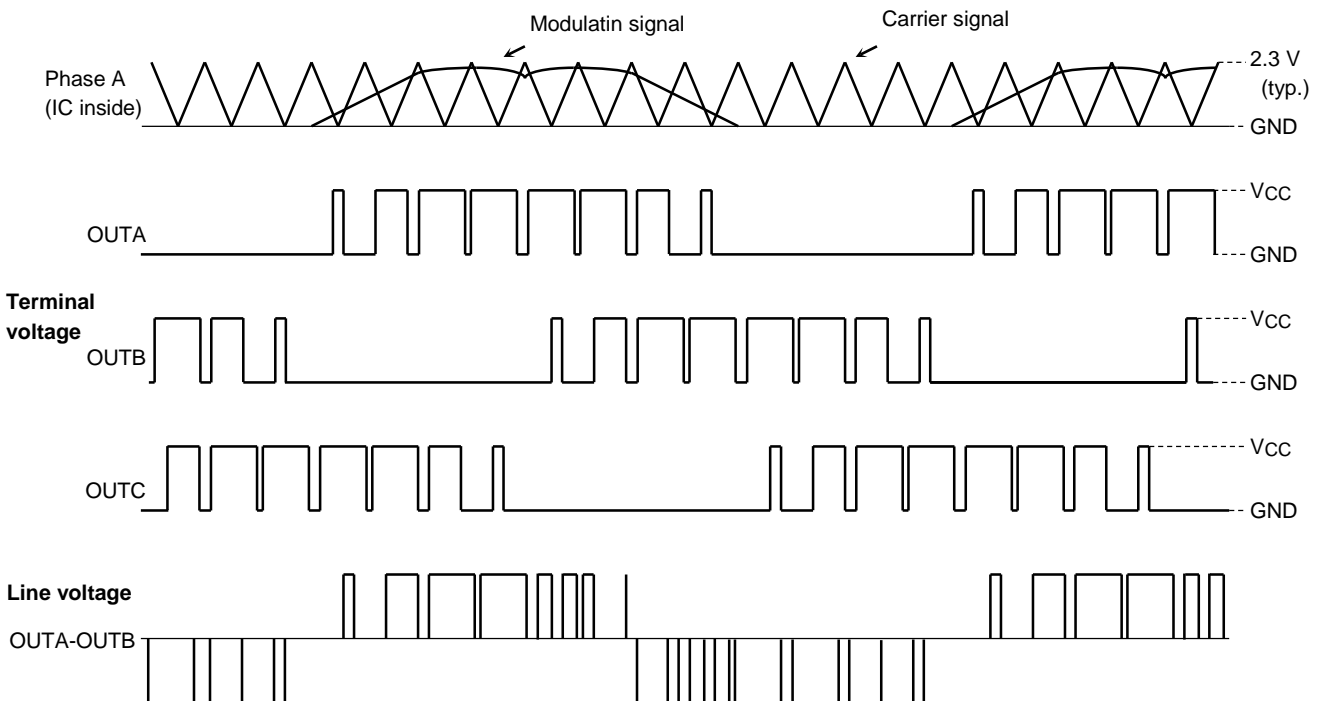 Modulatin signal
Carrier signal
Phase A
(IC inside)
2.3 V
(typ.)
GND
OUTA
VCC
GND
Terminal
voltage
OUTB
VCC
GND
OUTC
VCC
GND
Line voltage
OUTA-OUTB